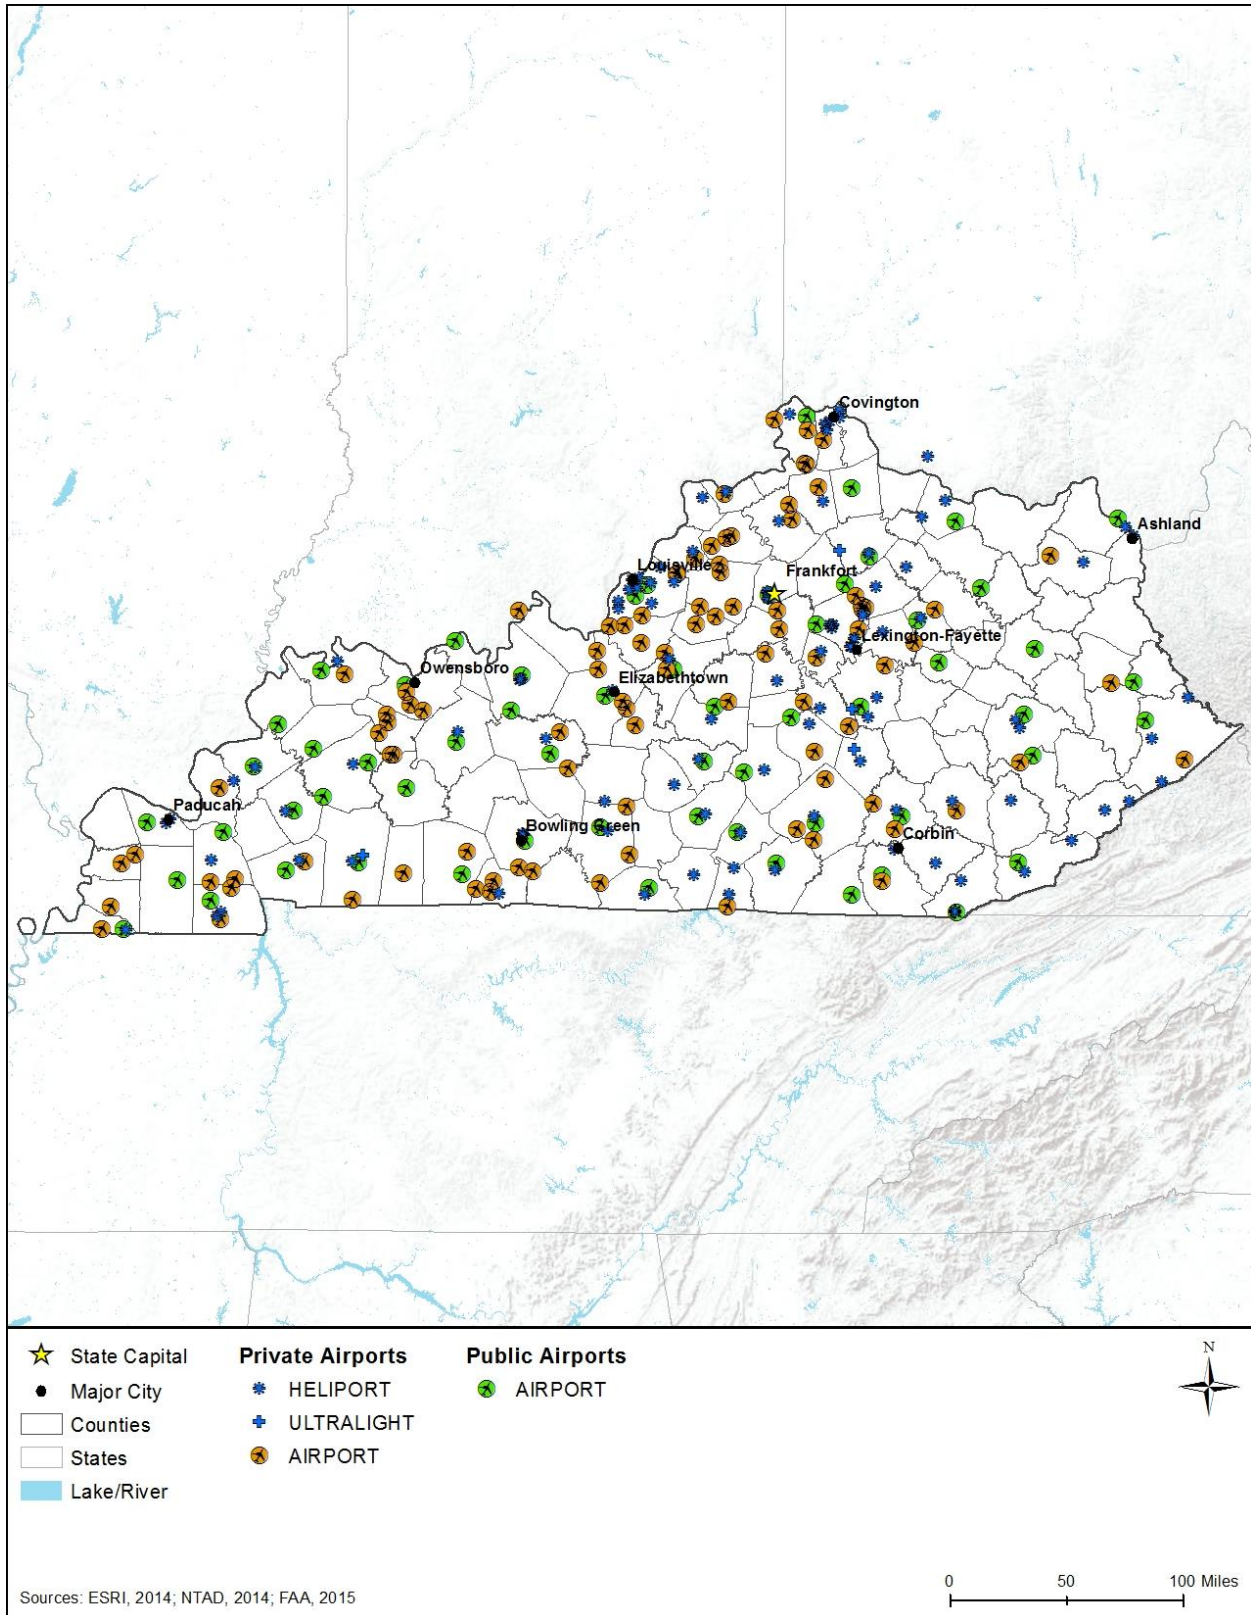 Covington
Ashland
Louisville
Frankfort
Lexington-Fayette
Owensboro
Elizabethtown
Paducah
Bowling Green
Corbin
State Capital
Major City
Counties
States
Lake/River
Private Airports
HELIPORT
ULTRALIGHT
AIRPORT
Public Airports
AIRPORT
N
Sources: ESRI, 2014; NTAD, 2014; FAA, 2015
0 50 100 Miles